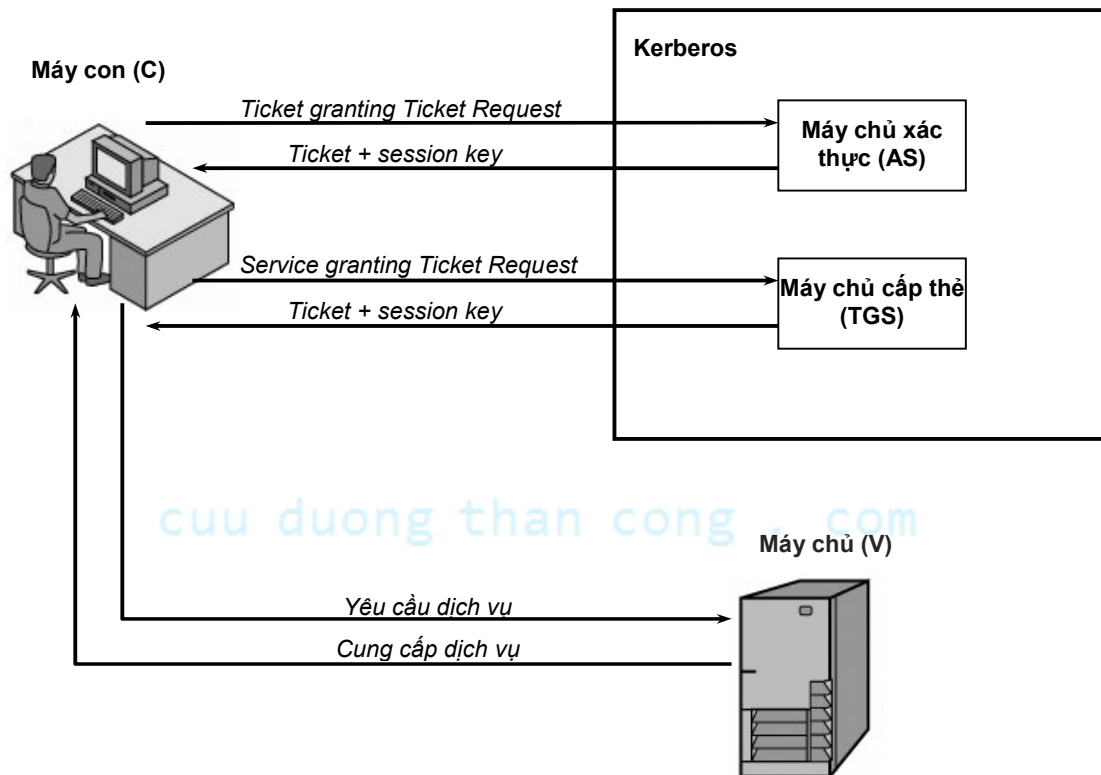 Kerberos
Máy con (C)
Ticket granting Ticket Request
Máy chủ xác
thực (AS)
Ticket + session key
Service granting Ticket Request
Máy chủ cấp thẻ
(TGS)
Ticket + session key
cuu duong than cong . com
Máy chủ (V)
Yêu cầu dịch vụ
Cung cấp dịch vụ